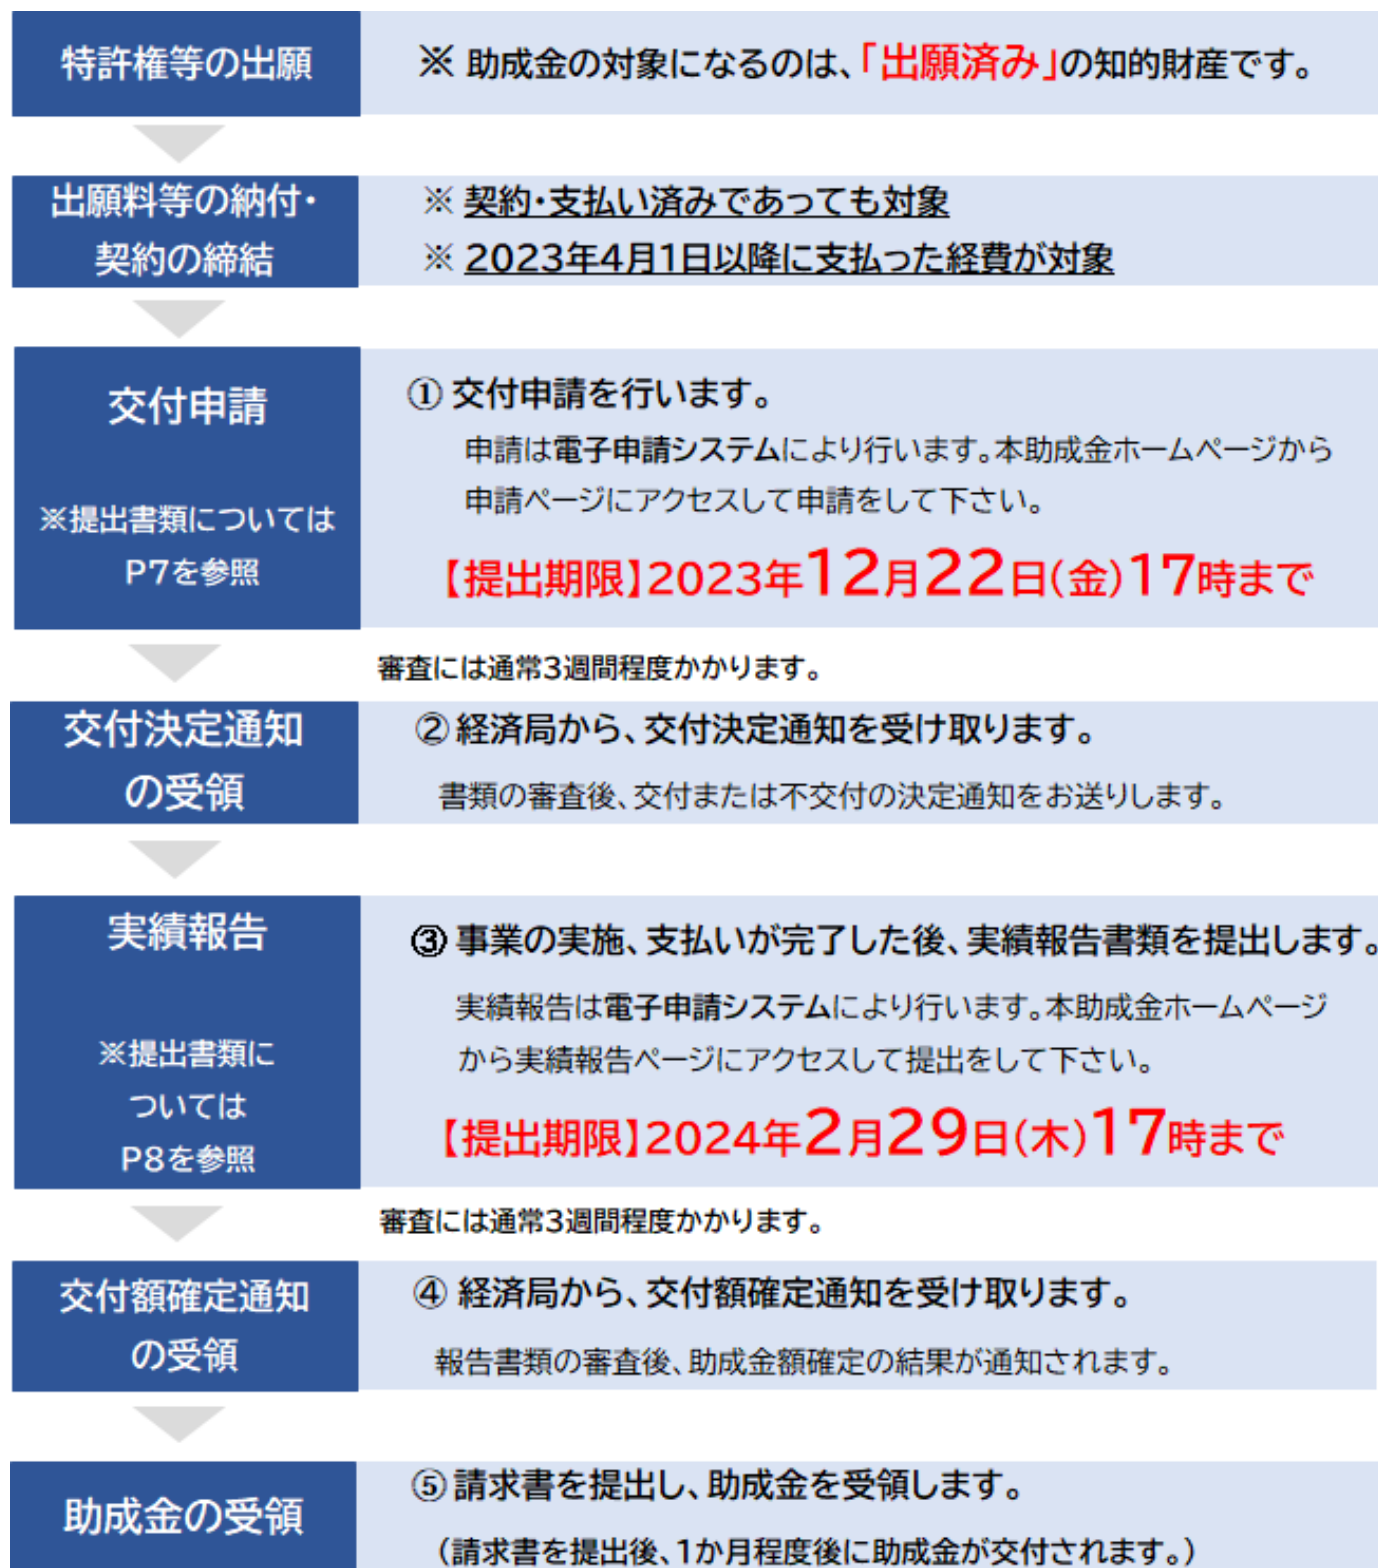 特許権等の出願
※ 助成金の対象になるのは、「出願済み」の知的財産です。
出願料等の納付・
契約の締結
※ 契約・支払い済みであっても対象
※ 2023年4月1日以降に支払った経費が対象
交付申請
※提出書類については
P7を参照
① 交付申請を行います。
申請は電子申請システムにより行います。本助成金ホームページから
申請ページにアクセスして申請をして下さい。
【提出期限】2023年12月22日(金)17時まで
審査には通常3週間程度かかります。
交付決定通知
の受領
② 経済局から、交付決定通知を受け取ります。
書類の審査後、交付または不交付の決定通知をお送りします。
実績報告
※提出書類に
ついては
P8を参照
③ 事業の実施、支払いが完了した後、実績報告書類を提出します。
実績報告は電子申請システムにより行います。本助成金ホームページ
から実績報告ページにアクセスして提出をして下さい。
【提出期限】2024年2月29日(木)17時まで
審査には通常3週間程度かかります。
交付額確定通知
の受領
④ 経済局から、交付額確定通知を受け取ります。
報告書類の審査後、助成金額確定の結果が通知されます。
助成金の受領
⑤ 請求書を提出し、助成金を受領します。
(請求書を提出後、1か月程度後に助成金が交付されます。)